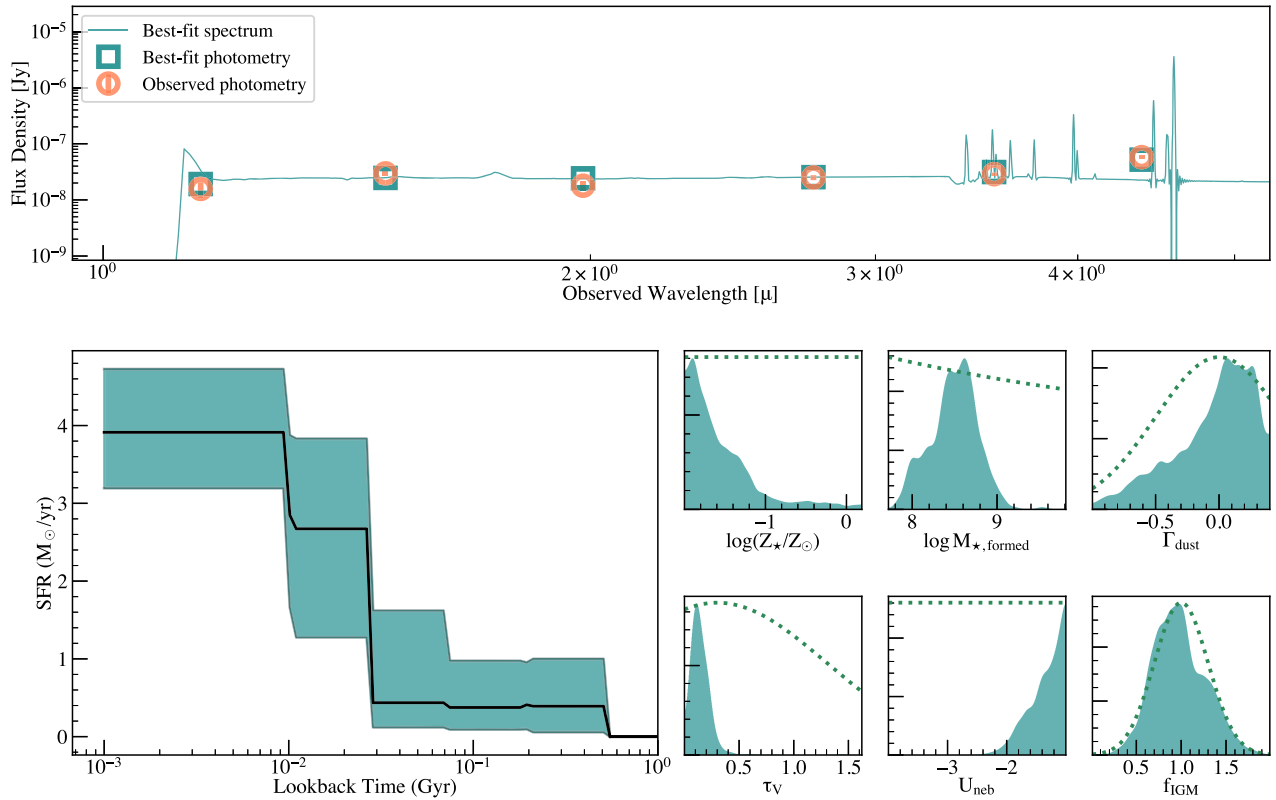 10⁻⁵
10⁻⁶
10⁻⁷
10⁻⁸
10⁻⁹
Flux Density [Jy]
Best-fit spectrum
Best-fit photometry
Observed photometry
10⁰ 2 × 10⁰ 3 × 10⁰ 4 × 10⁰
Observed Wavelength [μ]
4
3
2
1
0
SFR (M⊙/yr)
10⁻³ 10⁻² 10⁻¹ 10⁰
Lookback Time (Gyr)
−1 0
log(Z⋆/Z⊙)
8 9
log M⋆,formed
−0.5 0.0
Γdust
0.5 1.0 1.5
τV
−3 −2
Uneb
0.5 1.0 1.5
fIGM